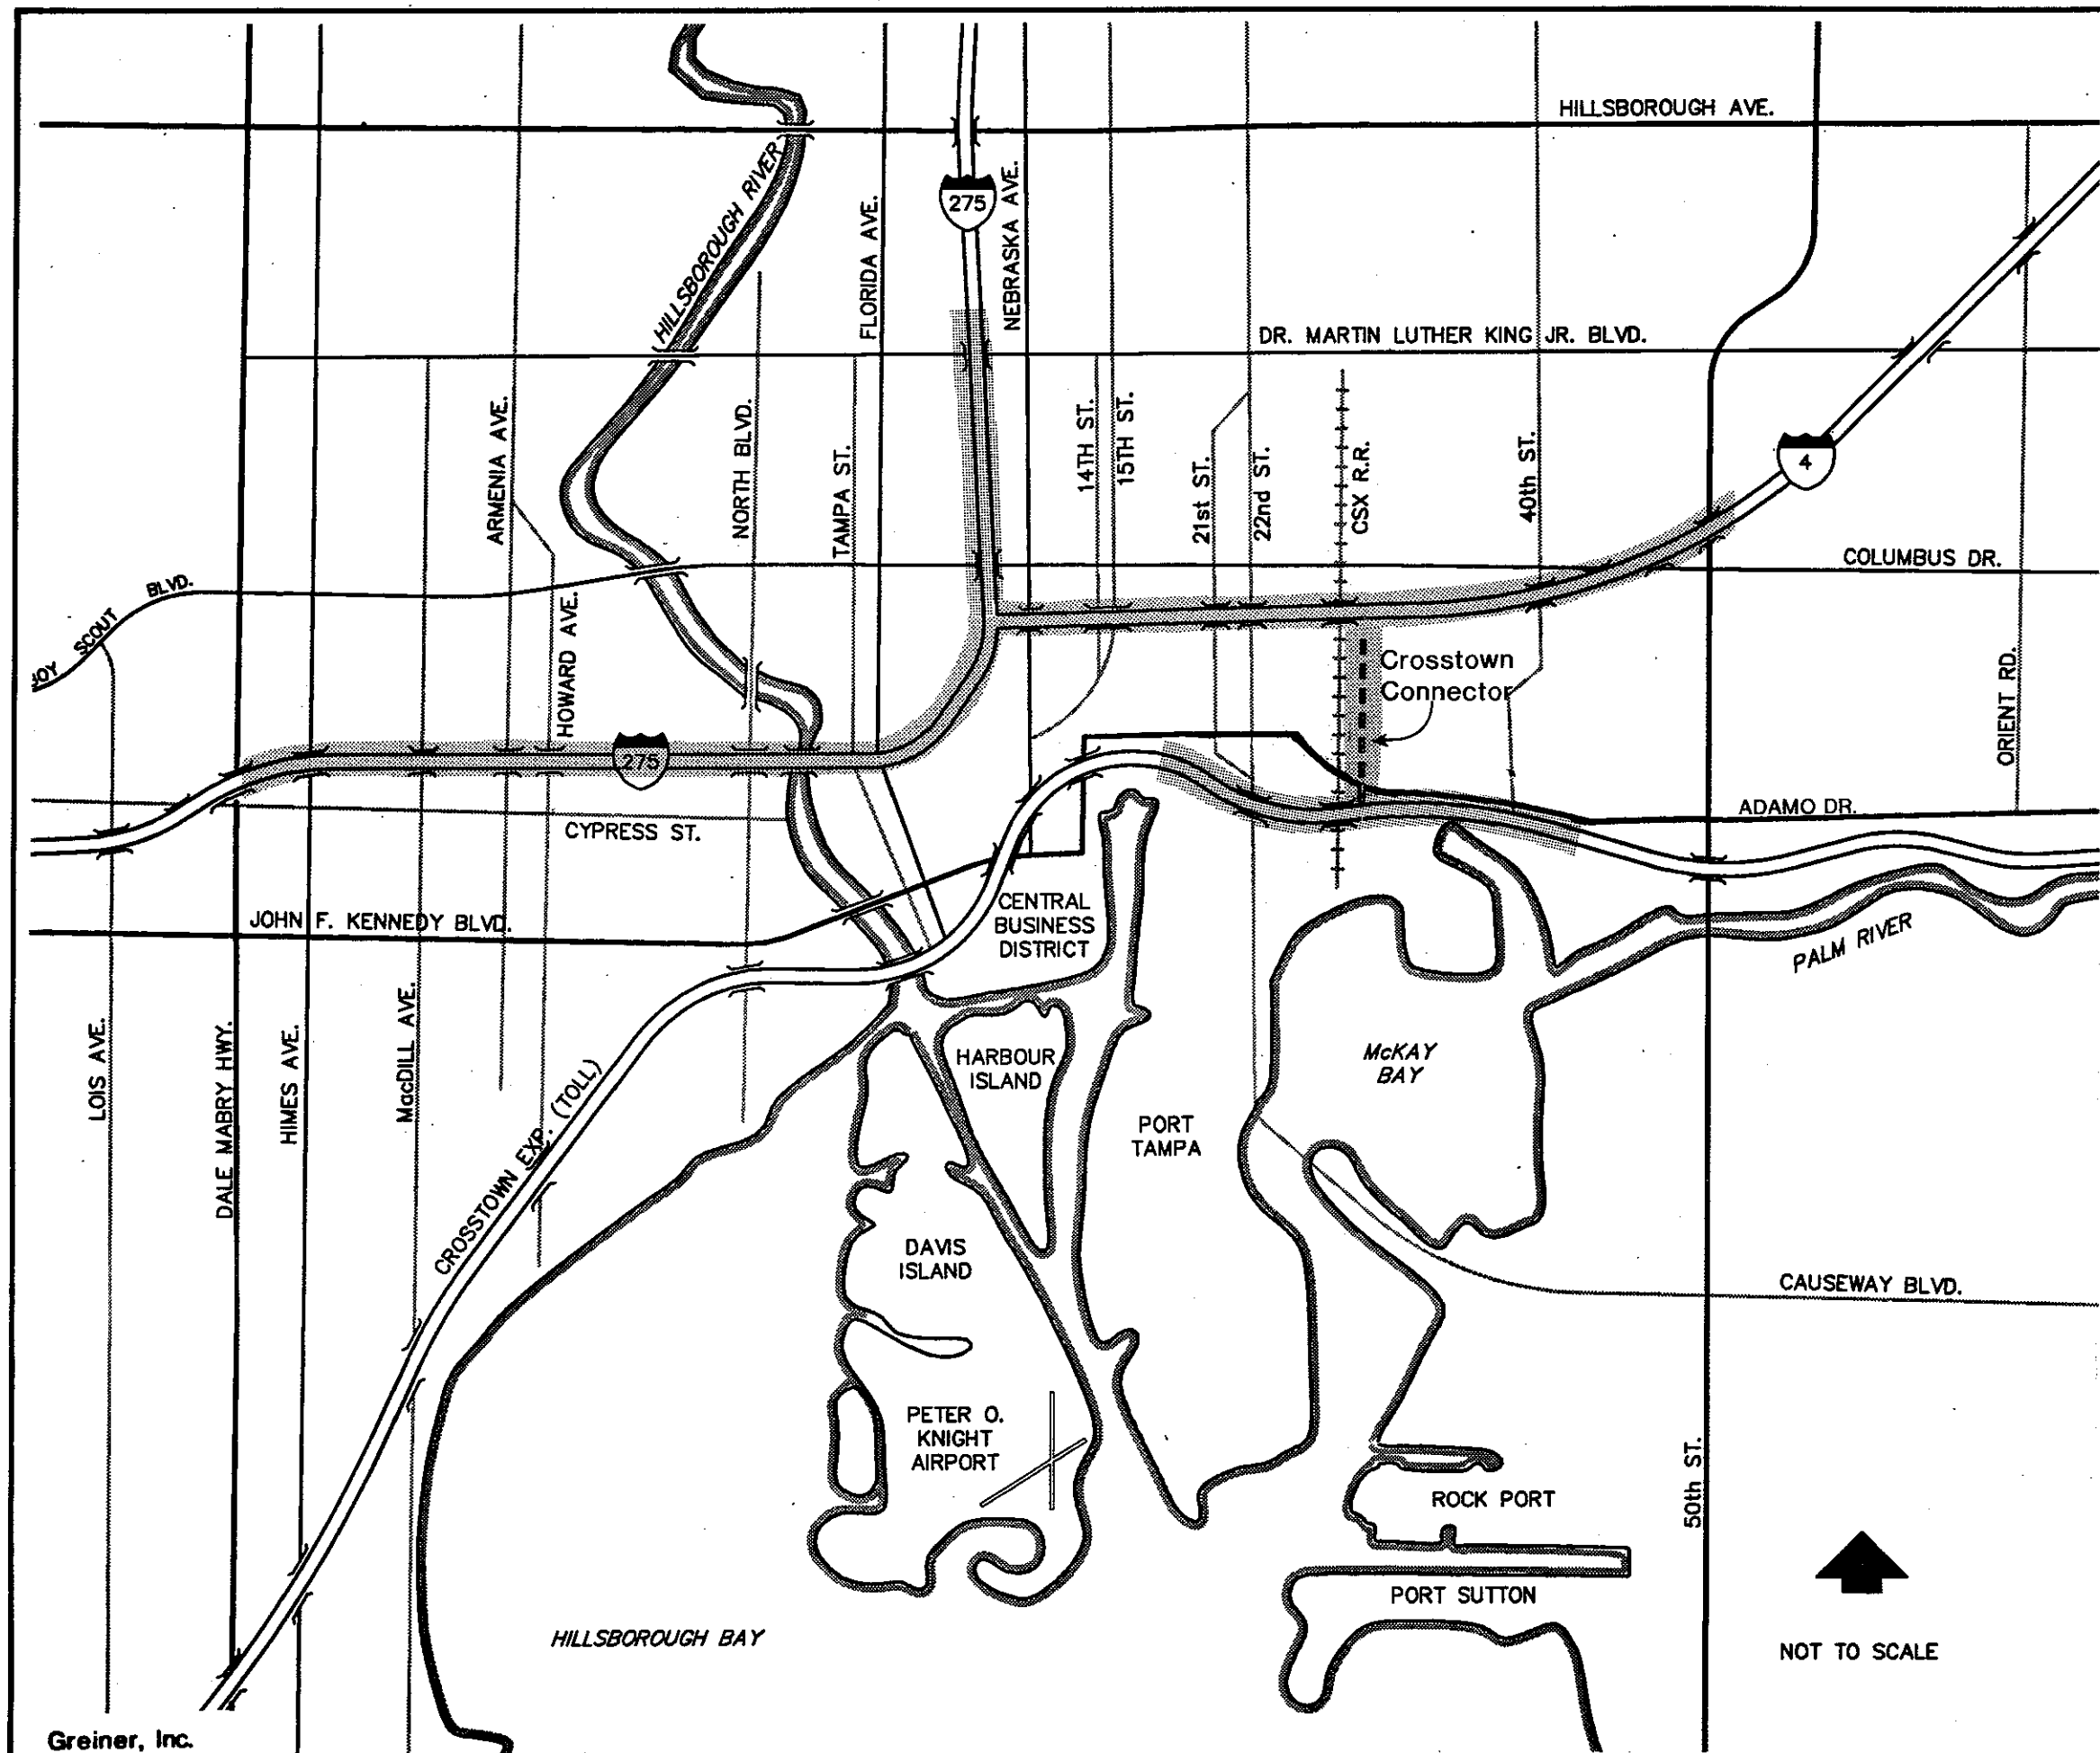 HILLSBOROUGH AVE.
HILLSBOROUGH RIVER
275
FLORIDA AVE.
NEBRASKA AVE.
DR. MARTIN LUTHER KING JR. BLVD.
ARMENIA AVE.
NORTH BLVD.
TAMPA ST.
14TH ST.
15TH ST.
21st ST.
22nd ST.
CSX R.R.
40th ST.
4
COLUMBUS DR.
BLVD.
SCOUT
HOWARD AVE.
Crosstown
Connector
ORIENT RD.
275
CYPRESS ST.
ADAMO DR.
JOHN F. KENNEDY BLVD.
CENTRAL
BUSINESS
DISTRICT
PALM RIVER
LOIS AVE.
DALE MABRY HWY.
HIMES AVE.
MacDILL AVE.
CROSSTOWN EXP. (TOLL)
HARBOUR
ISLAND
McKAY
BAY
PORT
TAMPA
DAVIS
ISLAND
CAUSEWAY BLVD.
PETER O.
KNIGHT
AIRPORT
50th ST.
ROCK PORT
PORT SUTTON
HILLSBOROUGH BAY
NOT TO SCALE
Greiner, Inc.